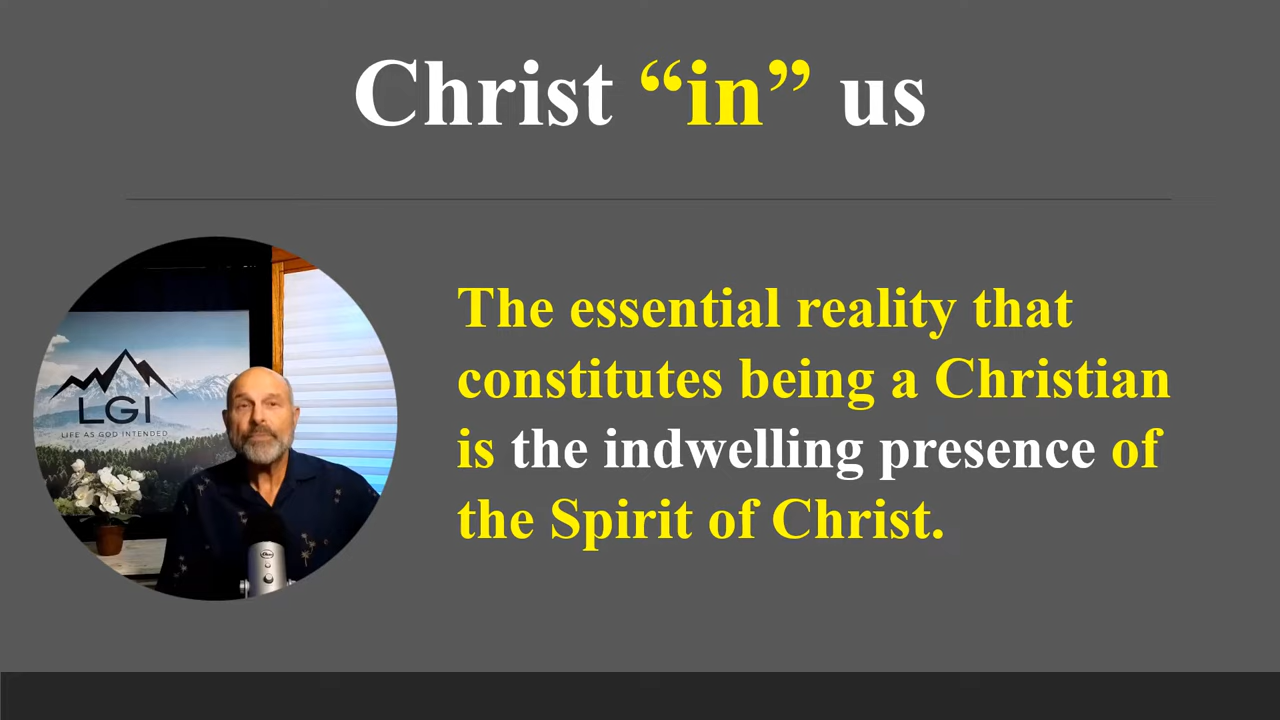 Christ “in” us
LGI
LIFE AS GOD INTENDED
The essential reality that
constitutes being a Christian
is the indwelling presence of
the Spirit of Christ.